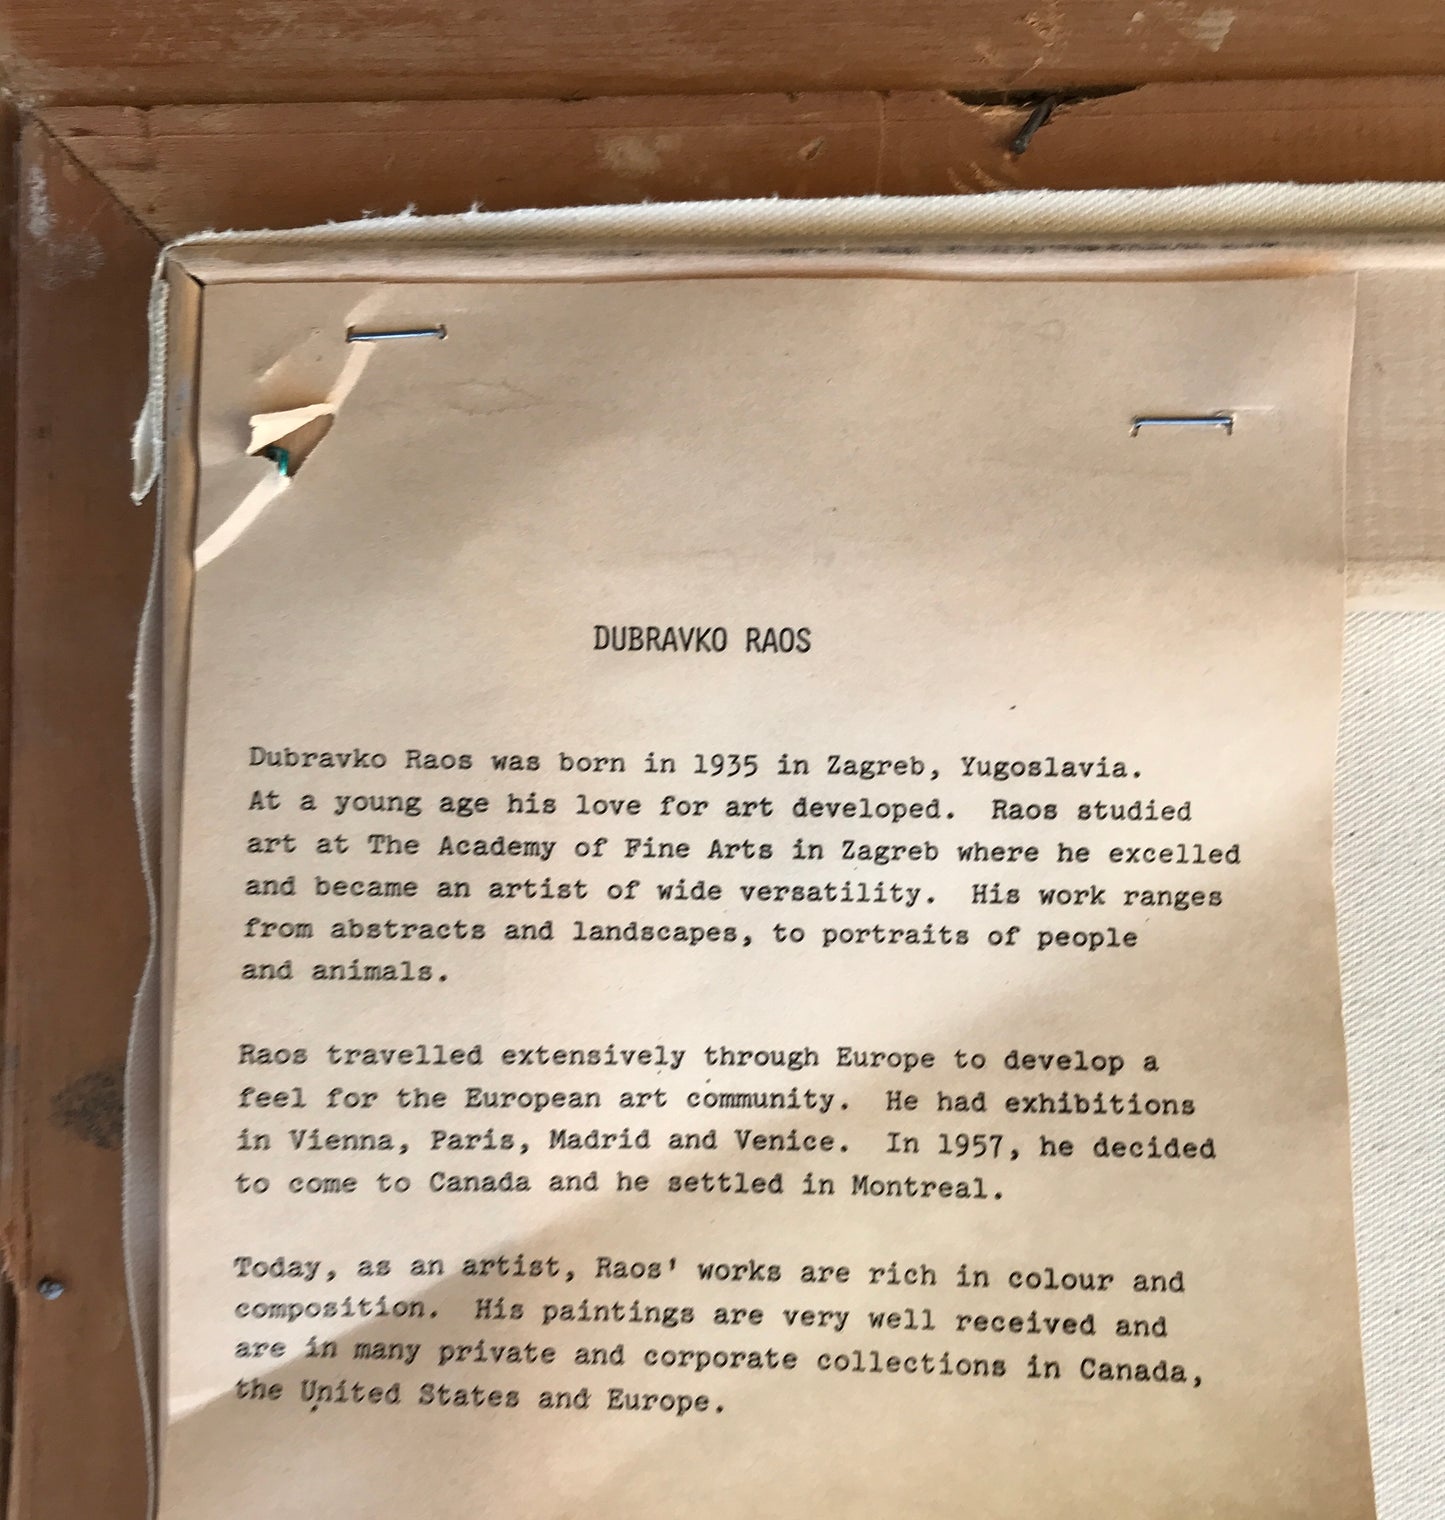 DUBRAVKO RAOS
Dubravko Raos was born in 1935 in Zagreb, Yugoslavia.
At a young age his love for art developed.  Raos studied
art at The Academy of Fine Arts in Zagreb where he excelled
and became an artist of wide versatility.  His work ranges
from abstracts and landscapes, to portraits of people
and animals.
Raos travelled extensively through Europe to develop a
feel for the European art community.  He had exhibitions
in Vienna, Paris, Madrid and Venice.  In 1957, he decided
to come to Canada and he settled in Montreal.
Today, as an artist, Raos' works are rich in colour and
composition.  His paintings are very well received and
are in many private and corporate collections in Canada,
the United States and Europe.